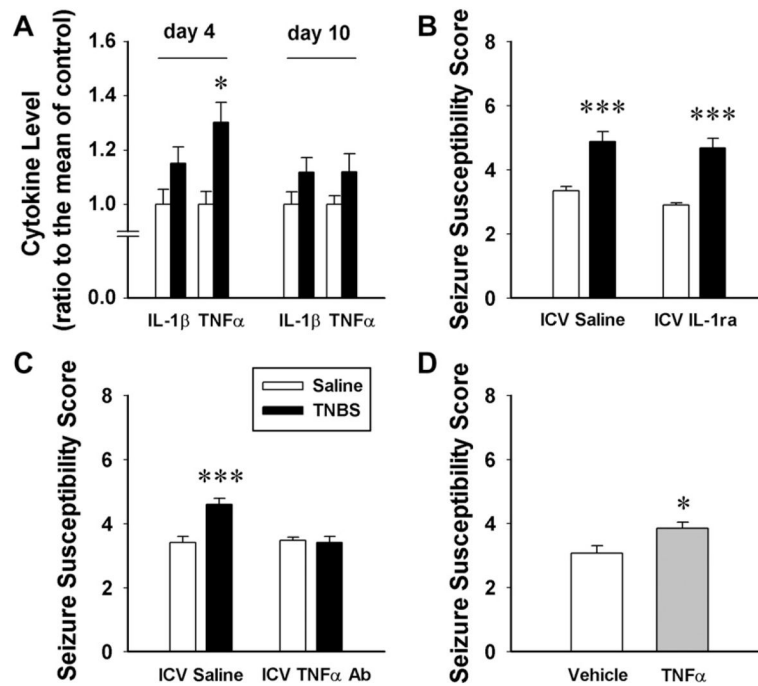 A
day 4
day 10
Cytokine Level
(ratio to the mean of control)
1.6
1.4
1.2
1.0
0.0
*
IL-1β TNFα
IL-1β TNFα
B
Seizure Susceptibility Score
8
6
4
2
0
***
***
ICV Saline
ICV IL-1ra
C
Seizure Susceptibility Score
8
6
4
2
0
Saline
TNBS
***
ICV Saline
ICV TNFα Ab
D
Seizure Susceptibility Score
8
6
4
2
0
*
Vehicle
TNFα